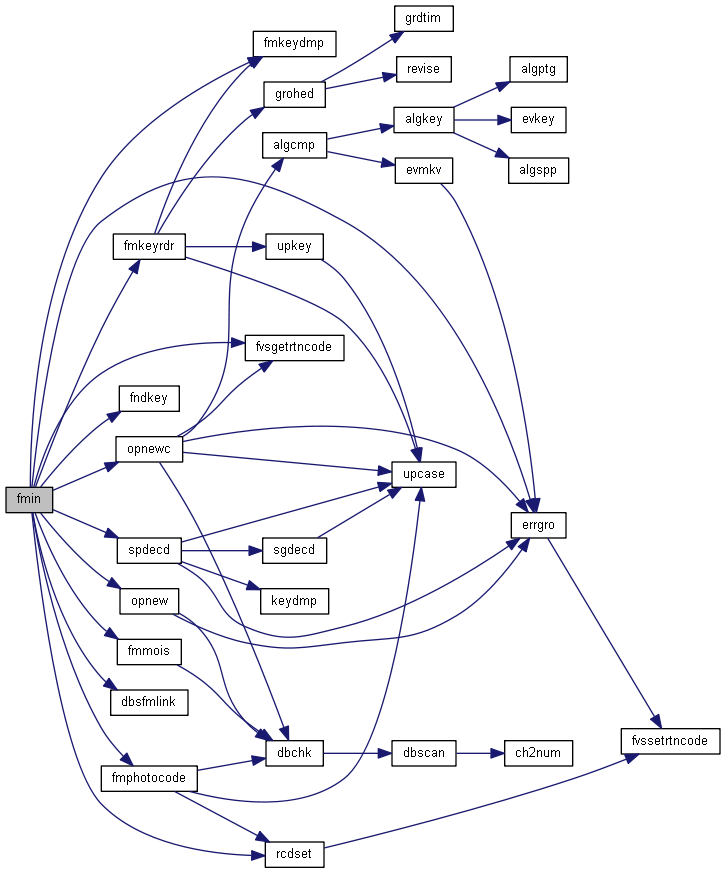 grdtim
fmkeydmp
revise
algptg
grohed
algkey
evkey
algcmp
evmkv
algspp
fmkeyrdr
upkey
fvsgetrtncode
fndkey
opnewc
upcase
fmin
errgro
spdecd
sgdecd
opnew
keydmp
fmmois
dbsfmlink
fvssetrtncode
dbchk
dbscan
ch2num
fmphotocode
rcdset